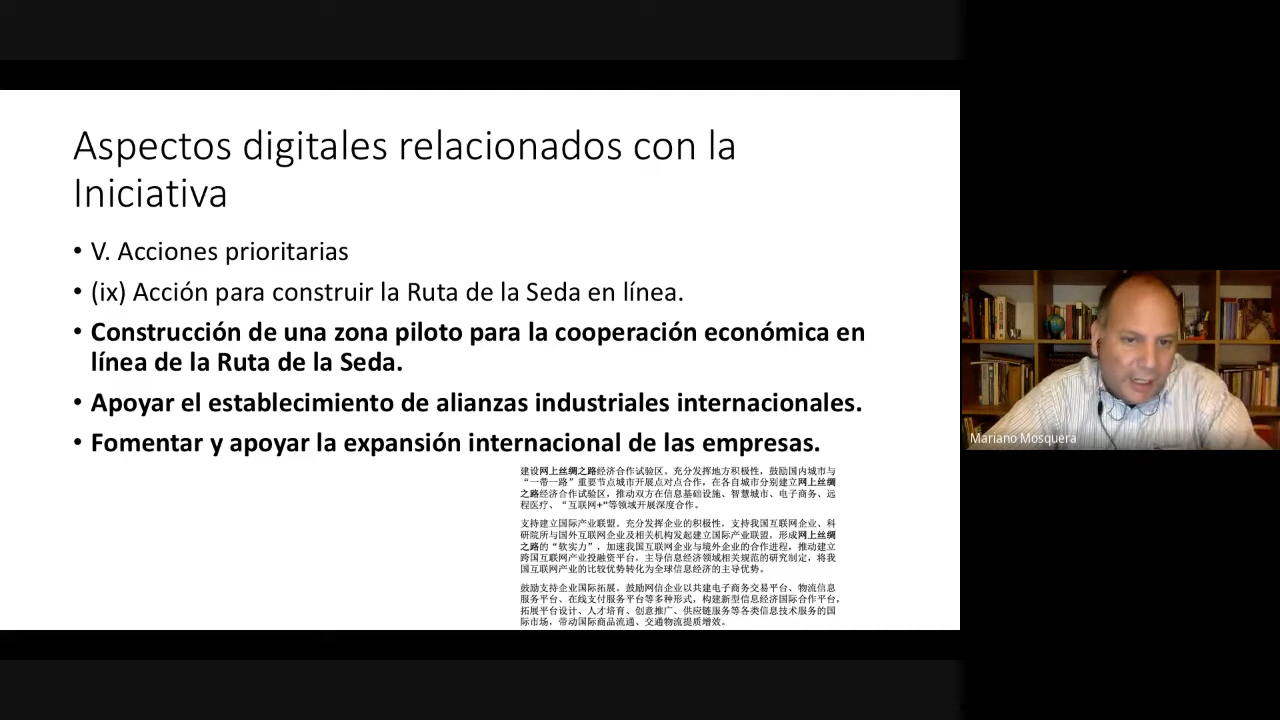 Aspectos digitales relacionados con la
Iniciativa
• V. Acciones prioritarias
• (ix) Acción para construir la Ruta de la Seda en línea.
• Construcción de una zona piloto para la cooperación económica en
línea de la Ruta de la Seda.
• Apoyar el establecimiento de alianzas industriales internacionales.
• Fomentar y apoyar la expansión internacional de las empresas.
建设网上丝绸之路经济合作试验区。充分发挥地方积极性，鼓励国内城市与
“一带一路”重要节点城市开展点对点合作，在各自城市分别建立网上丝绸
之路经济合作试验区，推动双方在信息基础设施、智慧城市、电子商务、远
程医疗、“互联网+”等领域开展深度合作。
支持建立国际产业联盟。充分发挥企业的积极性，支持我国互联网企业、科
研院所与国外互联网企业及相关机构发起建立国际产业联盟，形成网上丝绸
之路的“软实力”，加速我国互联网企业与境外企业的合作进程，推动建立
跨国互联网产业投融资平台，主导信息经济领域相关规范的研究制定，将我
国互联网产业的比较优势转化为全球信息经济的主导优势。
鼓励支持企业国际拓展。鼓励网信企业以共建电子商务交易平台、物流信息
服务平台、在线支付服务平台等多种形式，构建新型信息经济国际合作平台，
拓展平台设计、人才培育、创意推广、供应链服务等各类信息技术服务的国
际市场，带动国际商品流通、交通物流提质增效。
Mariano Mosquera